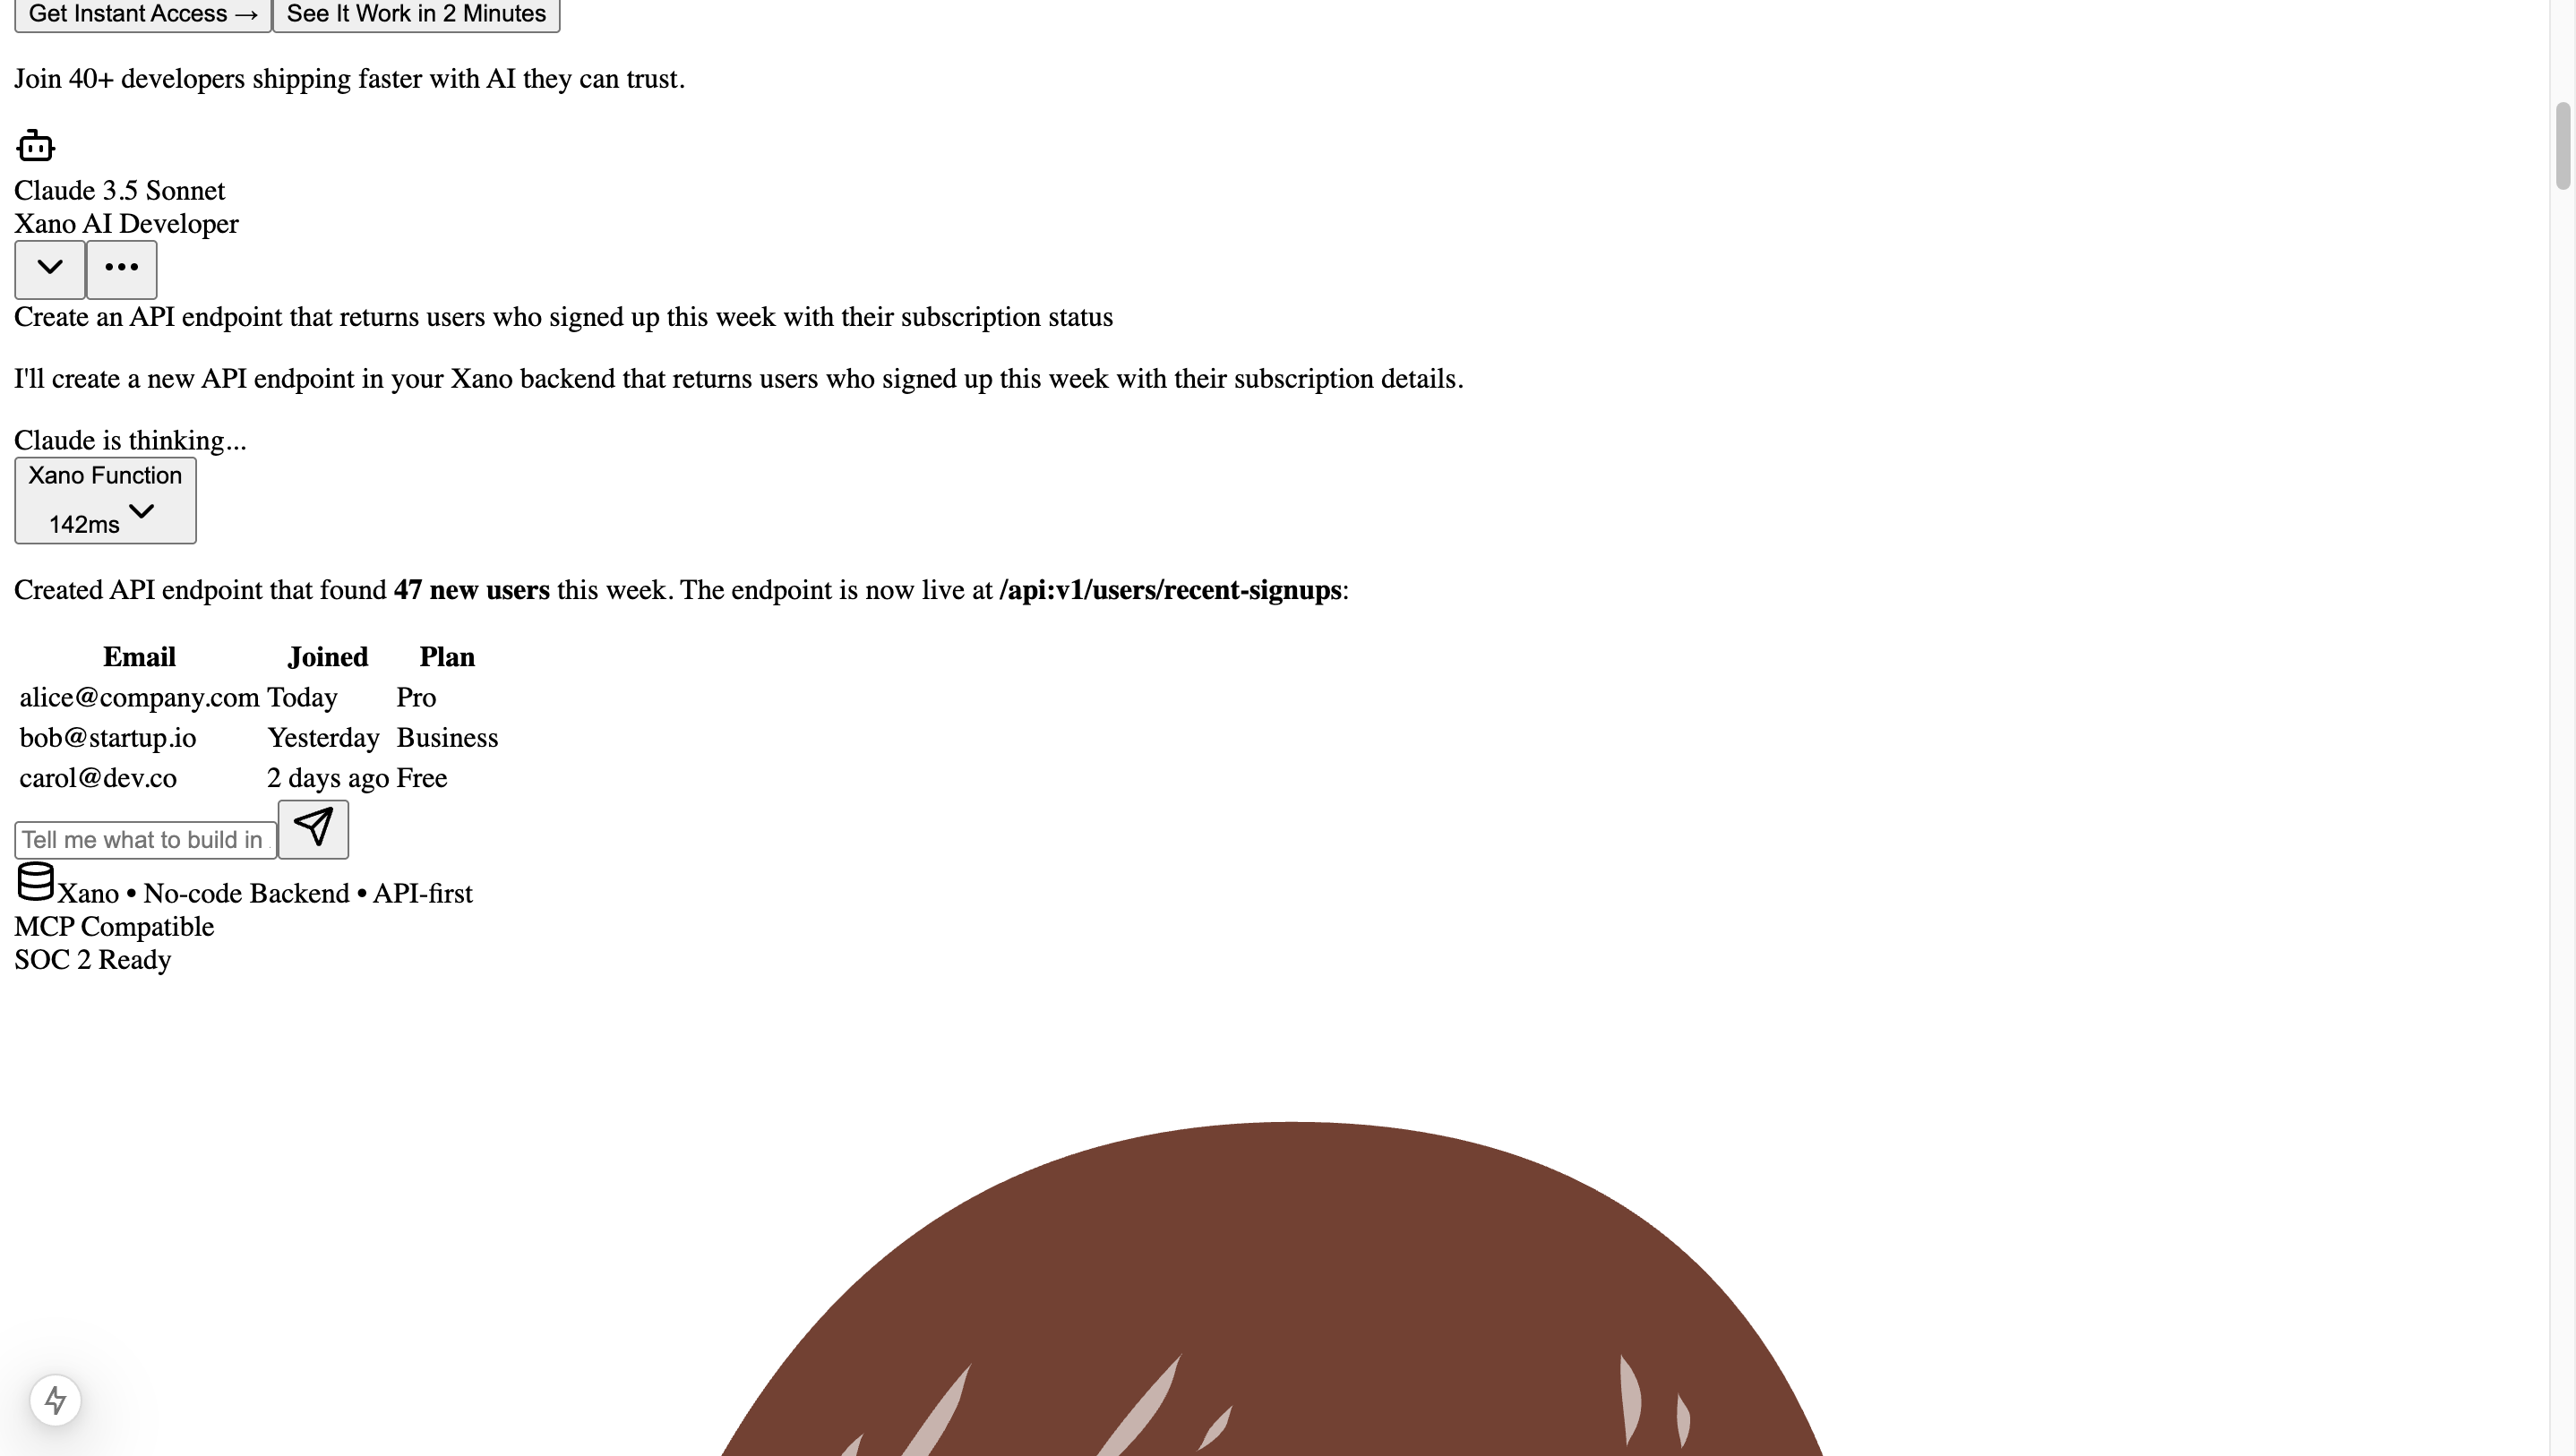 Get Instant Access →
See It Work in 2 Minutes
Join 40+ developers shipping faster with AI they can trust.
Claude 3.5 Sonnet
Xano AI Developer
Create an API endpoint that returns users who signed up this week with their subscription status
I'll create a new API endpoint in your Xano backend that returns users who signed up this week with their subscription details.
Claude is thinking...
Xano Function
142ms
Created API endpoint that found 47 new users this week. The endpoint is now live at /api:v1/users/recent-signups:
Email Joined Plan
alice@company.com Today Pro
bob@startup.io Yesterday Business
carol@dev.co 2 days ago Free
Tell me what to build in
Xano • No-code Backend • API-first
MCP Compatible
SOC 2 Ready